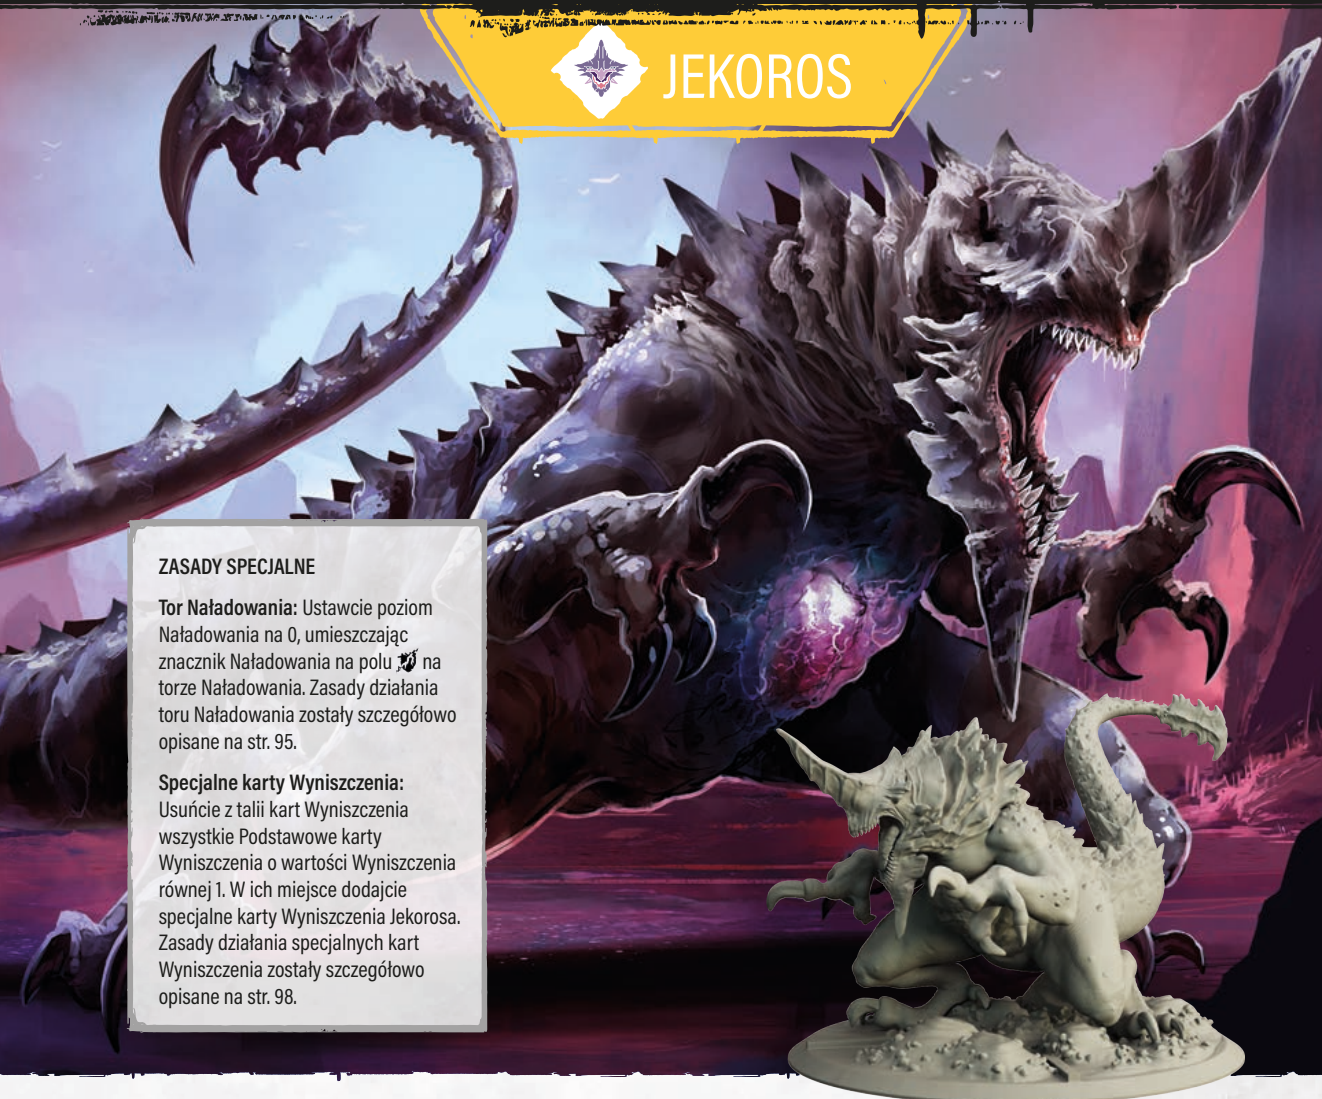 JEKOROS
ZASADY SPECJALNE
Tor Naładowania: Ustawcie poziom
Naładowania na 0, umieszczając
znacznik Naładowania na polu na
torze Naładowania. Zasady działania
toru Naładowania zostały szczegółowo
opisane na str. 95.
Specjalne karty Wyniszczenia:
Usuńcie z talii kart Wyniszczenia
wszystkie Podstawowe karty
Wyniszczenia o wartości Wyniszczenia
równej 1. W ich miejsce dodajcie
specjalne karty Wyniszczenia Jekorosa.
Zasady działania specjalnych kart
Wyniszczenia zostały szczegółowo
opisane na str. 98.